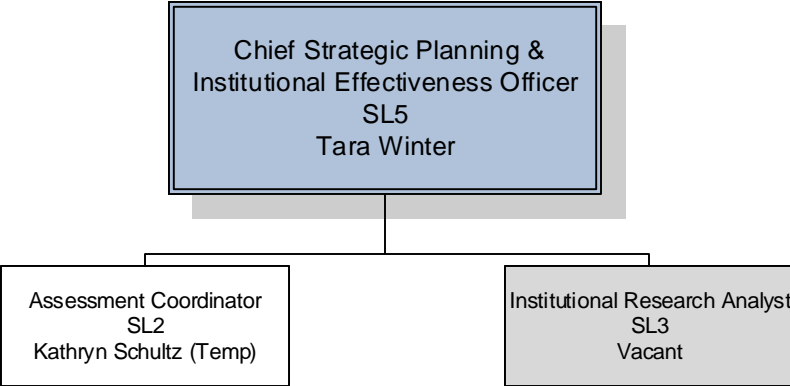 Chief Strategic Planning &
Institutional Effectiveness Officer
SL5
Tara Winter
Assessment Coordinator
SL2
Kathryn Schultz (Temp)
Institutional Research Analyst
SL3
Vacant